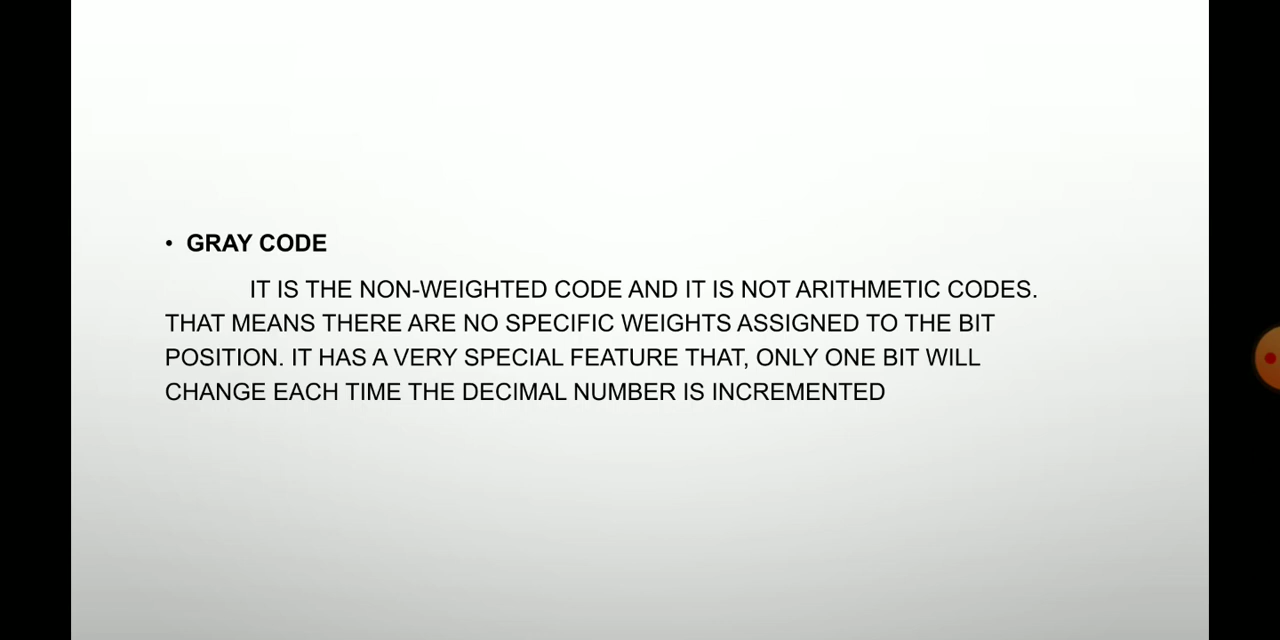 • GRAY CODE
IT IS THE NON-WEIGHTED CODE AND IT IS NOT ARITHMETIC CODES.
THAT MEANS THERE ARE NO SPECIFIC WEIGHTS ASSIGNED TO THE BIT
POSITION. IT HAS A VERY SPECIAL FEATURE THAT, ONLY ONE BIT WILL
CHANGE EACH TIME THE DECIMAL NUMBER IS INCREMENTED